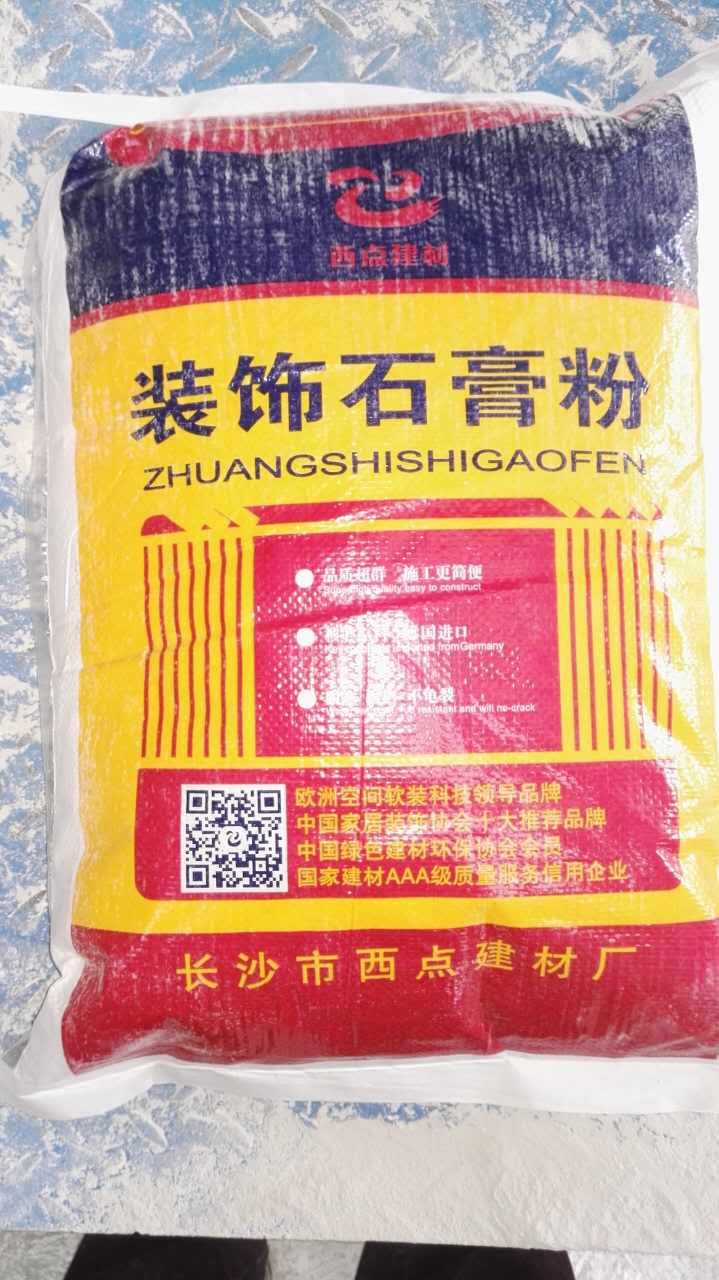 西点建材
装饰石膏粉
ZHUANGSHISHIGAOFEN
品质超群 施工更简便
easy to construct
国进口
imported from Germany
不龟裂
resistant and will no-crack
欧洲空间软装科技领导品牌
中国家居装饰协会十大推荐品牌
中国绿色建材环保协会会员
国家建材AAA级质量服务信用企业
长沙市西点建材厂